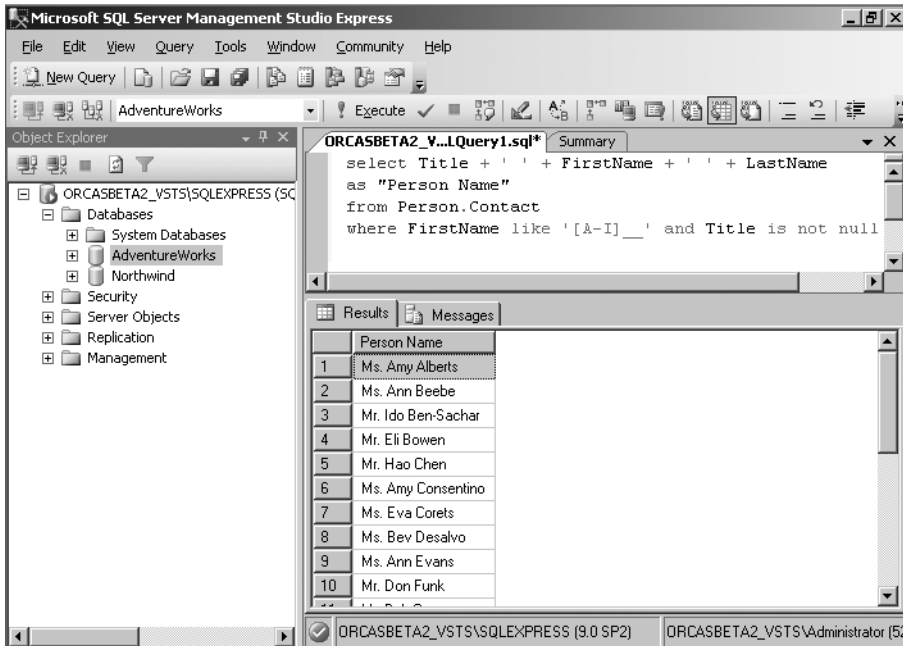 Microsoft SQL Server Management Studio Express
File Edit View Query Tools Window Community Help
New Query
AdventureWorks
Execute
Object Explorer
ORCASBETA2_VSTS\SQLEXPRESS (SQ
Databases
System Databases
AdventureWorks
Northwind
Security
Server Objects
Replication
Management
ORCASBETA2_V...LQuery1.sql* Summary
select Title + ' ' + FirstName + ' ' + LastName
as "Person Name"
from Person.Contact
where FirstName like '[A-I]__' and Title is not null
Results Messages
Person Name
1 Ms. Amy Alberts
2 Ms. Ann Beebe
3 Mr. Ido Ben-Sachar
4 Mr. Eli Bowen
5 Mr. Hao Chen
6 Ms. Amy Consentino
7 Ms. Eva Corets
8 Ms. Bev Desalvo
9 Ms. Ann Evans
10 Mr. Don Funk
ORCASBETA2_VSTS\SQLEXPRESS (9.0 SP2) ORCASBETA2_VSTS\Administrator (52